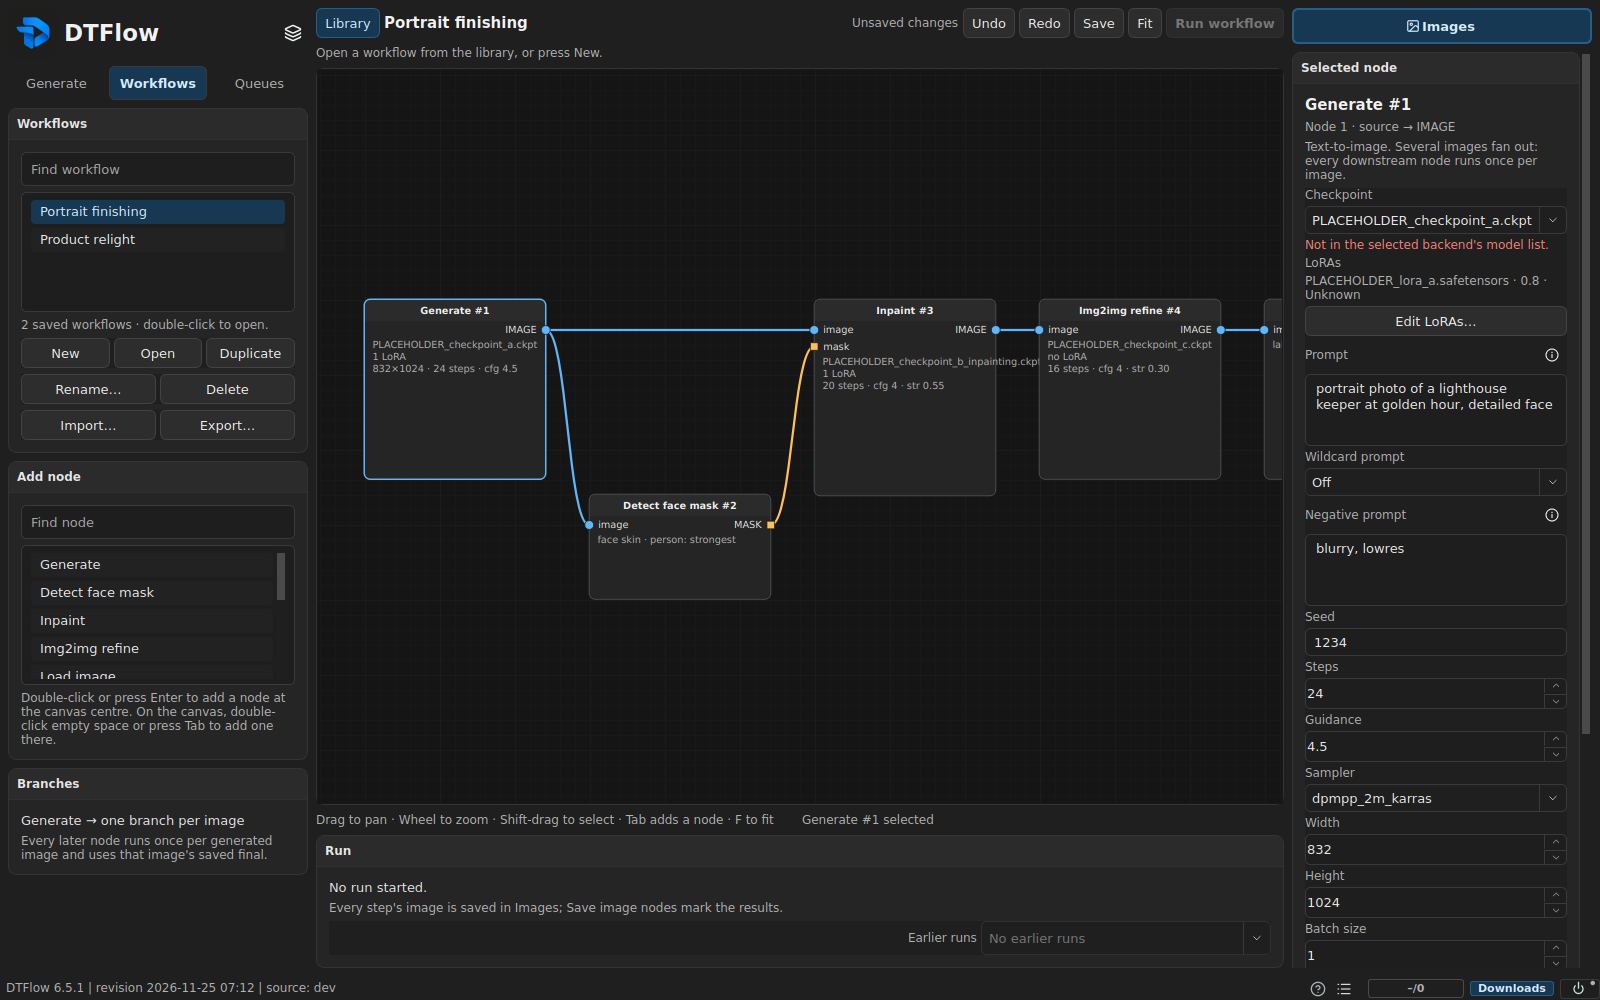 DTFlow
Generate
Workflows
Queues
Workflows
Find workflow
Portrait finishing
Product relight
2 saved workflows · double-click to open.
New
Open
Duplicate
Rename…
Delete
Import…
Export…
Add node
Find node
Generate
Detect face mask
Inpaint
Img2img refine
Load image
Double-click or press Enter to add a node at
the canvas centre. On the canvas, double-
click empty space or press Tab to add one
there.
Branches
Generate → one branch per image
Every later node runs once per generated
image and uses that image's saved final.
Library
Portrait finishing
Unsaved changes
Undo
Redo
Save
Fit
Run workflow
Open a workflow from the library, or press New.
Generate #1
IMAGE
PLACEHOLDER_checkpoint_a.ckpt
1 LoRA
832×1024 · 24 steps · cfg 4.5
Detect face mask #2
image
MASK
face skin · person: strongest
Inpaint #3
image
IMAGE
mask
PLACEHOLDER_checkpoint_b_inpainting.ckpt
1 LoRA
20 steps · cfg 4 · str 0.55
Img2img refine #4
image
IMAGE
PLACEHOLDER_checkpoint_c.ckpt
no LoRA
16 steps · cfg 4 · str 0.30
Drag to pan · Wheel to zoom · Shift-drag to select · Tab adds a node · F to fit
Generate #1 selected
Run
No run started.
Every step's image is saved in Images; Save image nodes mark the results.
Earlier runs
No earlier runs
Images
Selected node
Generate #1
Node 1 · source → IMAGE
Text-to-image. Several images fan out:
every downstream node runs once per
image.
Checkpoint
PLACEHOLDER_checkpoint_a.ckpt
Not in the selected backend's model list.
LoRAs
PLACEHOLDER_lora_a.safetensors · 0.8 ·
Unknown
Edit LoRAs…
Prompt
portrait photo of a lighthouse
keeper at golden hour, detailed face
Wildcard prompt
Off
Negative prompt
blurry, lowres
Seed
1234
Steps
24
Guidance
4.5
Sampler
dpmpp_2m_karras
Width
832
Height
1024
Batch size
1
DTFlow 6.5.1 | revision 2026-11-25 07:12 | source: dev
–/0
Downloads